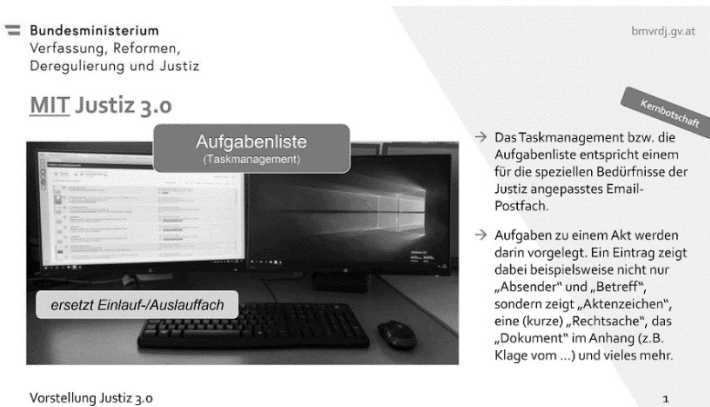 Bundesministerium
Verfassung, Reformen,
Deregulierung und Justiz
bmvrdj.gv.at
MIT Justiz 3.0
Kernbotschaft
Aufgabenliste
(Taskmanagement)
ersetzt Einlauf-/Auslauffach
→ Das Taskmanagement bzw. die
Aufgabenliste entspricht einem
für die speziellen Bedürfnisse der
Justiz angepasstes Email-
Postfach.
→ Aufgaben zu einem Akt werden
darin vorgelegt. Ein Eintrag zeigt
dabei beispielsweise nicht nur
„Absender“ und „Betreff“,
sondern zeigt „Aktenzeichen“,
eine (kurze) „Rechtsache“, das
„Dokument“ im Anhang (z.B.
Klage vom ...) und vieles mehr.
Vorstellung Justiz 3.0
1